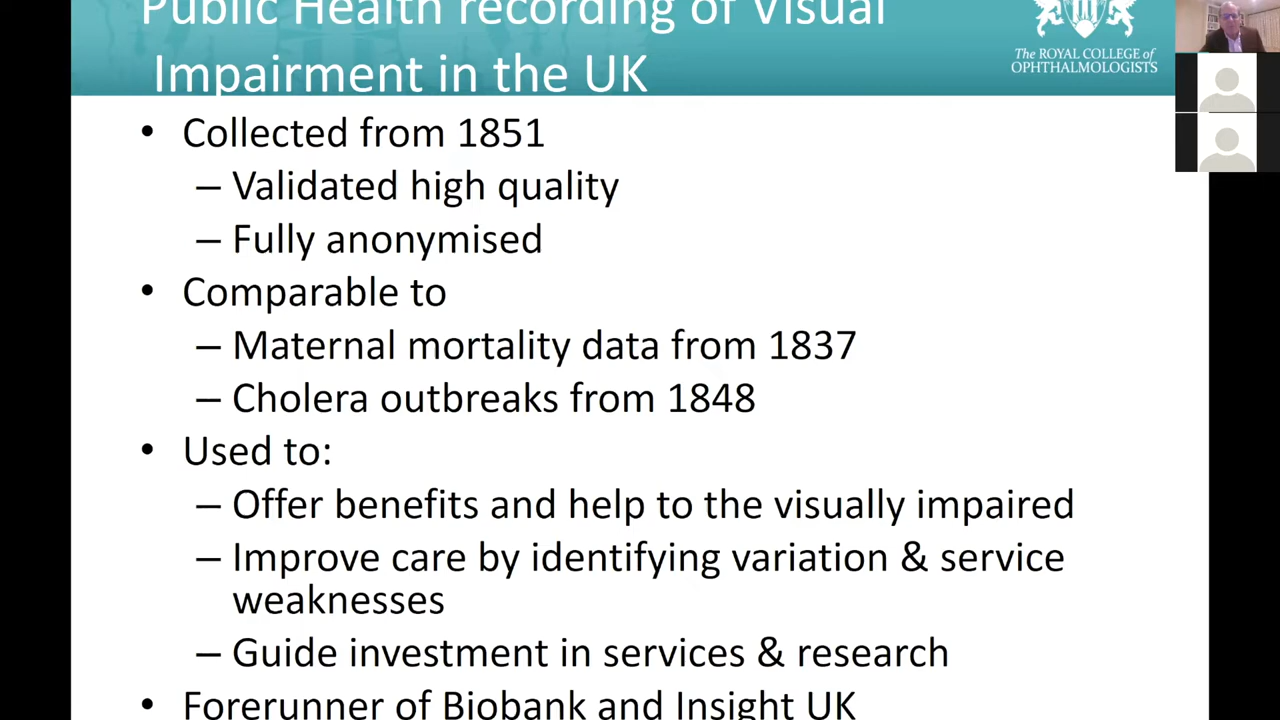 Public Health recording of Visual
Impairment in the UK
The ROYAL COLLEGE of
OPHTHALMOLOGISTS
• Collected from 1851
– Validated high quality
– Fully anonymised
• Comparable to
– Maternal mortality data from 1837
– Cholera outbreaks from 1848
• Used to:
– Offer benefits and help to the visually impaired
– Improve care by identifying variation & service
weaknesses
– Guide investment in services & research
• Forerunner of Biobank and Insight UK